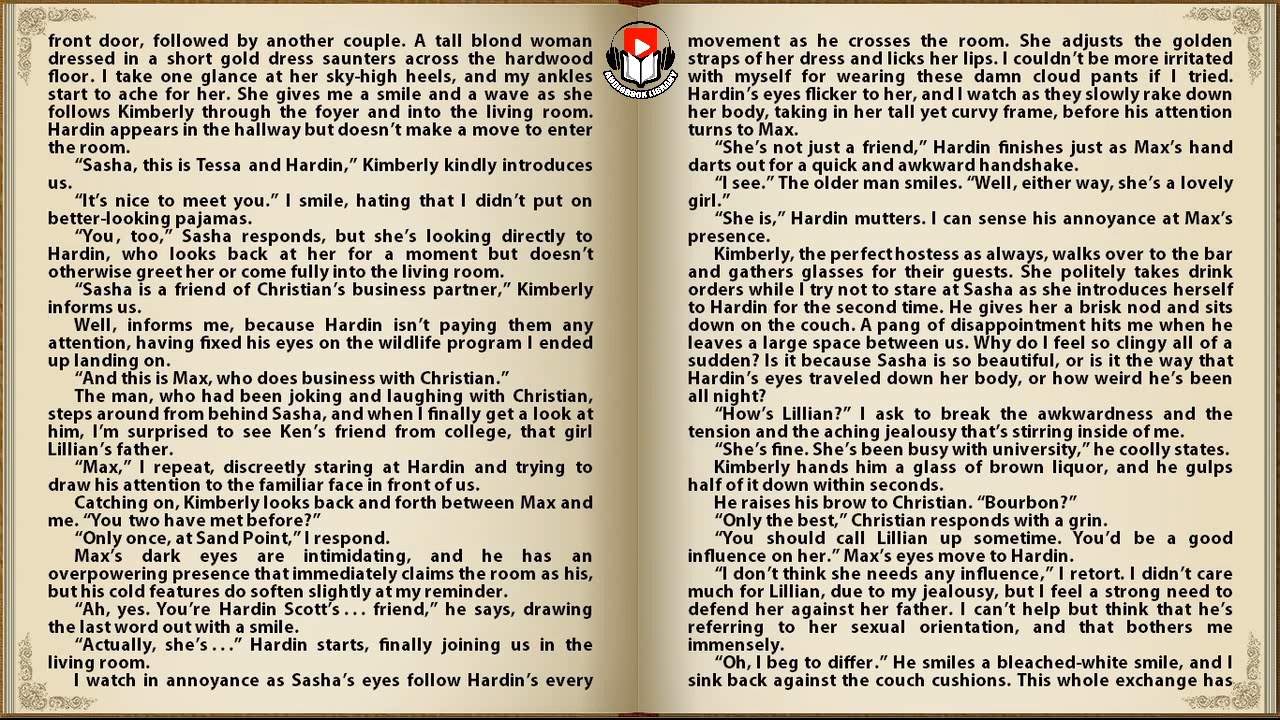 front door, followed by another couple. A tall blond woman
dressed in a short gold dress saunters across the hardwood
floor. I take one glance at her sky-high heels, and my ankles
start to ache for her. She gives me a smile and a wave as she
follows Kimberly through the foyer and into the living room.
Hardin appears in the hallway but doesn’t make a move to enter
the room.
“Sasha, this is Tessa and Hardin,” Kimberly kindly introduces
us.
“It’s nice to meet you.” I smile, hating that I didn’t put on
better-looking pajamas.
“You, too,” Sasha responds, but she’s looking directly to
Hardin, who looks back at her for a moment but doesn’t
otherwise greet her or come fully into the living room.
“Sasha is a friend of Christian’s business partner,” Kimberly
informs us.
Well, informs me, because Hardin isn’t paying them any
attention, having fixed his eyes on the wildlife program I ended
up landing on.
“And this is Max, who does business with Christian.”
The man, who had been joking and laughing with Christian,
steps around from behind Sasha, and when I finally get a look at
him, I’m surprised to see Ken’s friend from college, that girl
Lillian’s father.
“Max,” I repeat, discreetly staring at Hardin and trying to
draw his attention to the familiar face in front of us.
Catching on, Kimberly looks back and forth between Max and
me. “You two have met before?”
“Only once, at Sand Point,” I respond.
Max’s dark eyes are intimidating, and he has an
overpowering presence that immediately claims the room as his,
but his cold features do soften slightly at my reminder.
“Ah, yes. You’re Hardin Scott’s . . . friend,” he says, drawing
the last word out with a smile.
“Actually, she’s . . .” Hardin starts, finally joining us in the
living room.
I watch in annoyance as Sasha’s eyes follow Hardin’s every
AUDIOBOOK LIBRARY
movement as he crosses the room. She adjusts the golden
straps of her dress and licks her lips. I couldn’t be more irritated
with myself for wearing these damn cloud pants if I tried.
Hardin’s eyes flicker to her, and I watch as they slowly rake down
her body, taking in her tall yet curvy frame, before his attention
turns to Max.
“She’s not just a friend,” Hardin finishes just as Max’s hand
darts out for a quick and awkward handshake.
“I see.” The older man smiles. “Well, either way, she’s a lovely
girl.”
“She is,” Hardin mutters. I can sense his annoyance at Max’s
presence.
Kimberly, the perfect hostess as always, walks over to the bar
and gathers glasses for their guests. She politely takes drink
orders while I try not to stare at Sasha as she introduces herself
to Hardin for the second time. He gives her a brisk nod and sits
down on the couch. A pang of disappointment hits me when he
leaves a large space between us. Why do I feel so clingy all of a
sudden? Is it because Sasha is so beautiful, or is it the way that
Hardin’s eyes traveled down her body, or how weird he’s been
all night?
“How’s Lillian?” I ask to break the awkwardness and the
tension and the aching jealousy that’s stirring inside of me.
“She’s fine. She’s been busy with university,” he coolly states.
Kimberly hands him a glass of brown liquor, and he gulps
half of it down within seconds.
He raises his brow to Christian. “Bourbon?”
“Only the best,” Christian responds with a grin.
“You should call Lillian up sometime. You’d be a good
influence on her.” Max’s eyes move to Hardin.
“I don’t think she needs any influence,” I retort. I didn’t care
much for Lillian, due to my jealousy, but I feel a strong need to
defend her against her father. I can’t help but think that he’s
referring to her sexual orientation, and that bothers me
immensely.
“Oh, I beg to differ.” He smiles a bleached-white smile, and I
sink back against the couch cushions. This whole exchange has